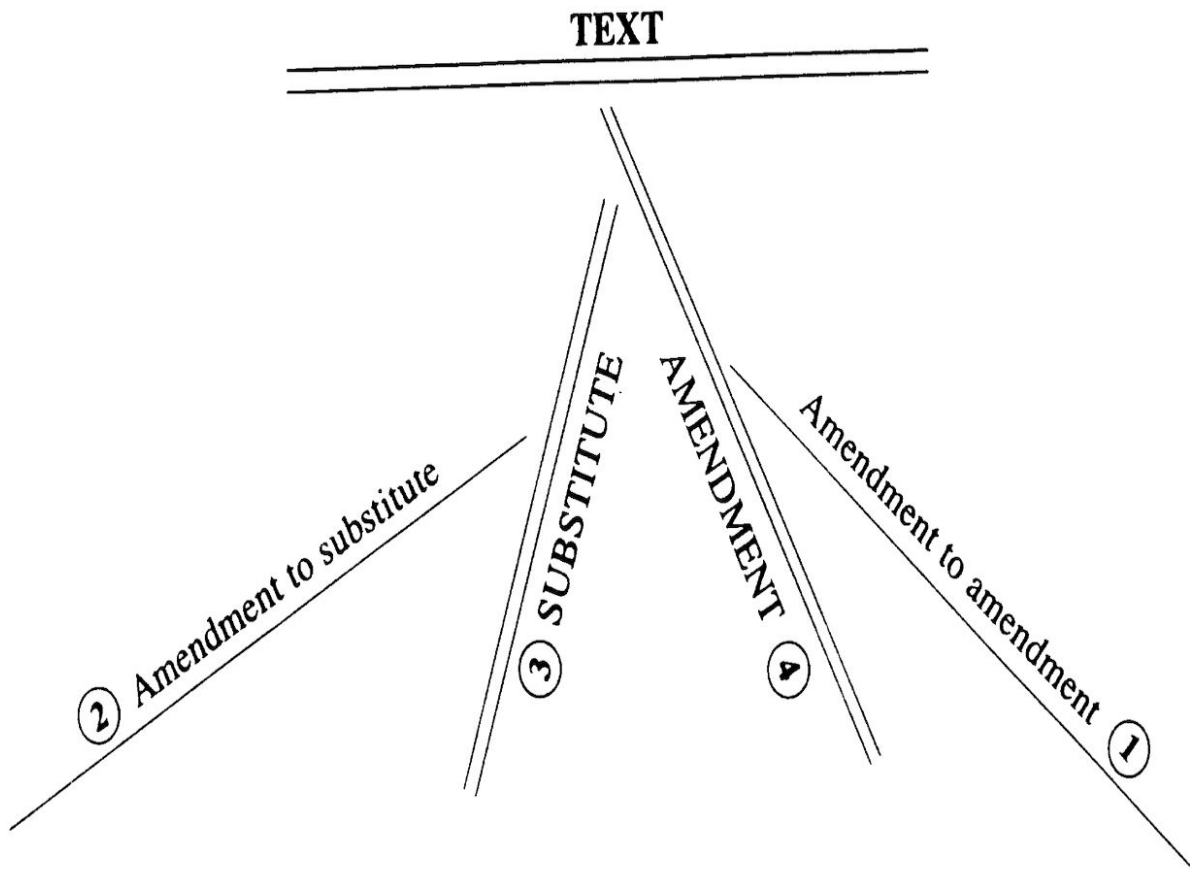 TEXT
② Amendment to substitute
③ SUBSTITUTE
AMENDMENT ④
Amendment to amendment ①